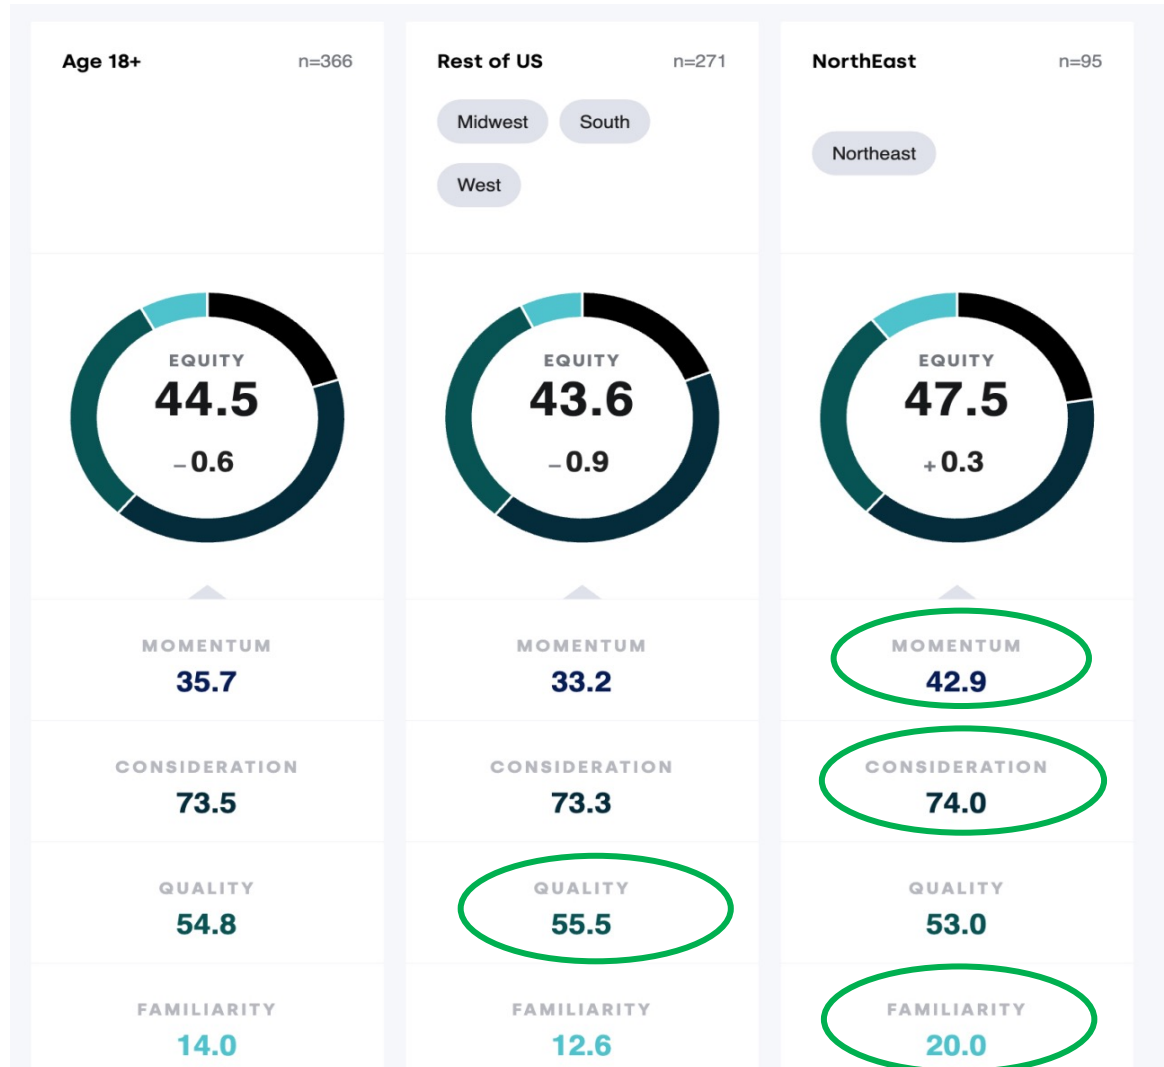 Age 18+ n=366
Rest of US n=271
Midwest South
West
NorthEast n=95
Northeast
EQUITY
44.5
–0.6
EQUITY
43.6
–0.9
EQUITY
47.5
+0.3
MOMENTUM
35.7
MOMENTUM
33.2
MOMENTUM
42.9
CONSIDERATION
73.5
CONSIDERATION
73.3
CONSIDERATION
74.0
QUALITY
54.8
QUALITY
55.5
QUALITY
53.0
FAMILIARITY
14.0
FAMILIARITY
12.6
FAMILIARITY
20.0